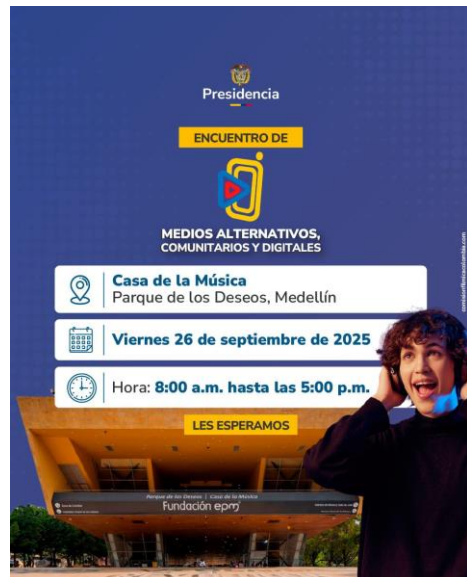 Presidencia
ENCUENTRO DE
MEDIOS ALTERNATIVOS,
COMUNITARIOS Y DIGITALES
Casa de la Música
Parque de los Deseos, Medellín
Viernes 26 de septiembre de 2025
Hora: 8:00 a.m. hasta las 5:00 p.m.
LES ESPERAMOS
Parque de los Deseos | Casa de la Música
Fundación epm